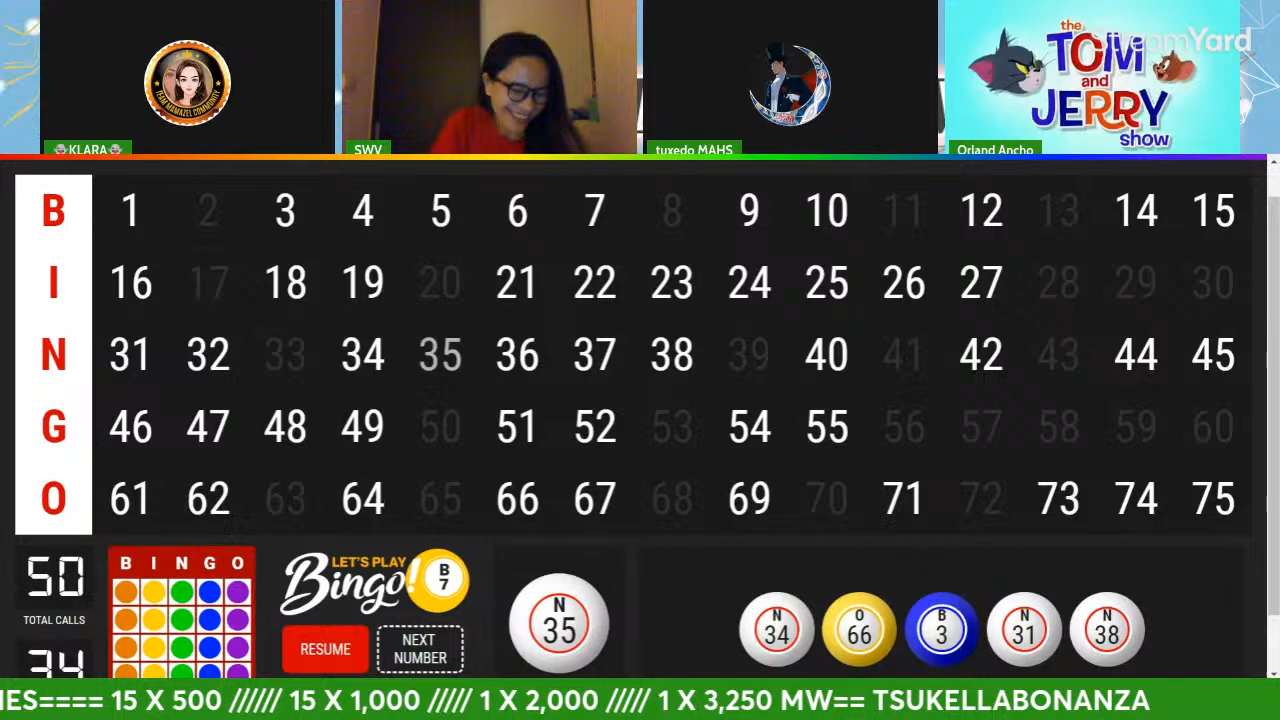 TEAM MAMAZEL COMMUNITY
👻KLARA👻
SWV
tuxedo MAHS
the
TOM
and
JERRY
show
StreamYard
Orland Ancho
B 1 2 3 4 5 6 7 8 9 10 11 12 13 14 15
I 16 17 18 19 20 21 22 23 24 25 26 27 28 29 30
N 31 32 33 34 35 36 37 38 39 40 41 42 43 44 45
G 46 47 48 49 50 51 52 53 54 55 56 57 58 59 60
O 61 62 63 64 65 66 67 68 69 70 71 72 73 74 75
50
TOTAL CALLS
34
B I N G O
LET'S PLAY
Bingo!
B
7
RESUME
NEXT
NUMBER
N
35
N
34
O
66
B
3
N
31
N
38
IES==== 15 X 500 ////// 15 X 1,000 ///// 1 X 2,000 ///// 1 X 3,250 MW== TSUKELLABONANZA